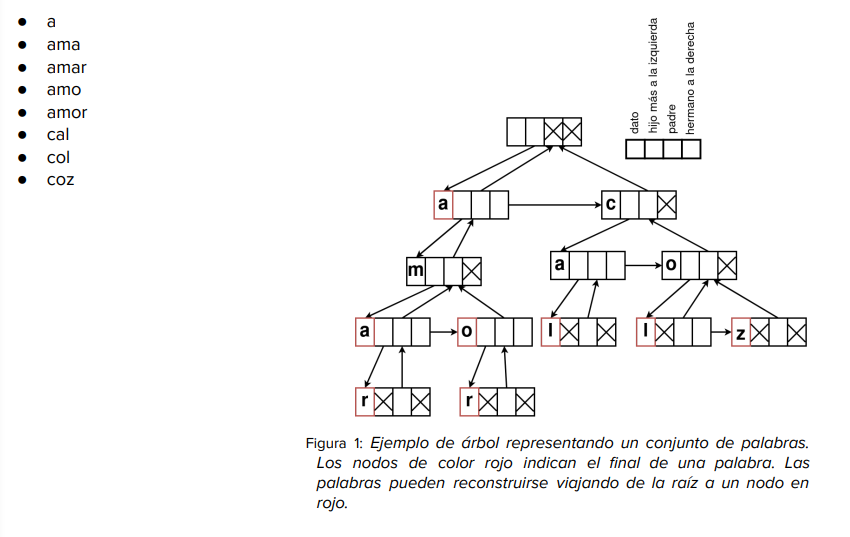 ● a
● ama
● amar
● amo
● amor
● cal
● col
● coz
dato
hijo más a la izquierda
padre
hermano a la derecha
a
c
m
a
o
a
o
l
l
z
r
r
Figura 1: Ejemplo de árbol representando un conjunto de palabras.
Los nodos de color rojo indican el final de una palabra. Las
palabras pueden reconstruirse viajando de la raíz a un nodo en
rojo.